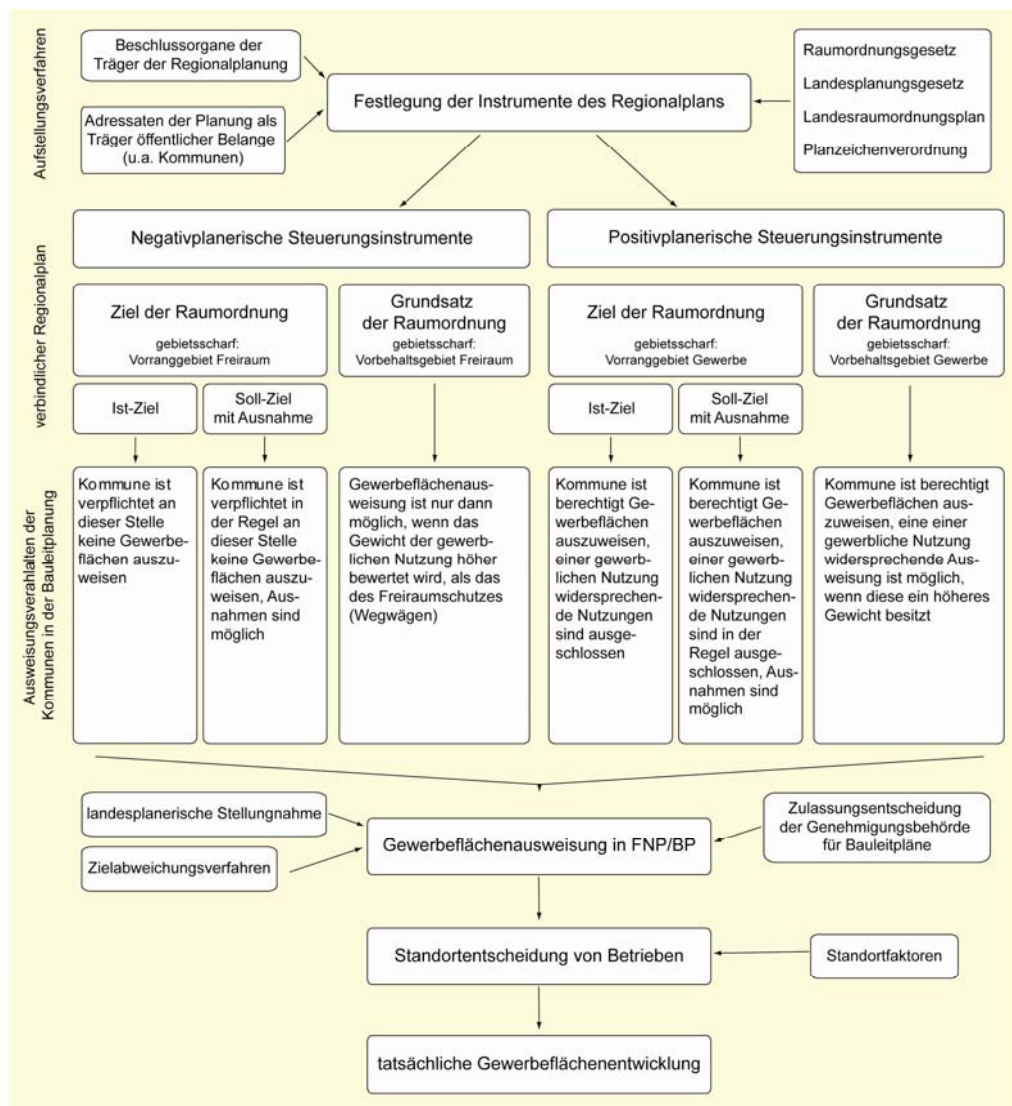 Aufstellungsverfahren
Beschlussorgane der
Träger der Regionalplanung
Adressaten der Planung als
Träger öffentlicher Belange
(u.a. Kommunen)
Festlegung der Instrumente des Regionalplans
Raumordnungsgesetz
Landesplanungsgesetz
Landesraumordnungsplan
Planzeichenverordnung
verbindlicher Regionalplan
Negativplanerische Steuerungsinstrumente
Positivplanerische Steuerungsinstrumente
Ziel der Raumordnung
gebietsscharf:
Vorranggebiet Freiraum
Grundsatz
der Raumordnung
gebietsscharf:
Vorbehaltsgebiet Freiraum
Ziel der Raumordnung
gebietsscharf:
Vorranggebiet Gewerbe
Grundsatz
der Raumordnung
gebietsscharf:
Vorbehaltsgebiet Gewerbe
Ist-Ziel
Soll-Ziel
mit Ausnahme
Ist-Ziel
Soll-Ziel
mit Ausnahme
Ausweisungsverahlalten der
Kommunen in der Bauleitplanung
Kommune ist
verpflichtet an
dieser Stelle
keine Gewerbe-
flächen auszu-
weisen
Kommune ist
verpflichtet in
der Regel an
dieser Stelle
keine Gewer-
beflächen auszu-
weisen, Aus-
nahmen sind
möglich
Gewerbeflächenaus-
weisung ist nur dann
möglich, wenn das
Gewicht der gewerb-
lichen Nutzung höher
bewertet wird, als das
des Freiraumschutzes
(Wegwägen)
Kommune ist
berechtigt Ge-
werbeflächen
auszuweisen,
einer gewerb-
lichen Nutzung
widersprechen-
de Nutzungen
sind ausge-
schlossen
Kommune ist
berechtigt Ge-
werbeflächen
auszuweisen,
einer gewerb-
lichen Nutzung
widersprechen-
de Nutzungen
sind in der
Regel ausge-
schlossen, Aus-
nahmen sind
möglich
Kommune ist berechtigt
Gewerbeflächen aus-
zuweisen, eine einer
gewerbliche Nutzung
widersprechende Aus-
weisung ist möglich,
wenn diese ein höheres
Gewicht besitzt
landesplanerische Stellungnahme
Zielabweichungsverfahren
Gewerbeflächenausweisung in FNP/BP
Zulassungsentscheidung
der Genehmigungsbehörde
für Bauleitpläne
Standortentscheidung von Betrieben
Standortfaktoren
tatsächliche Gewerbeflächenentwicklung